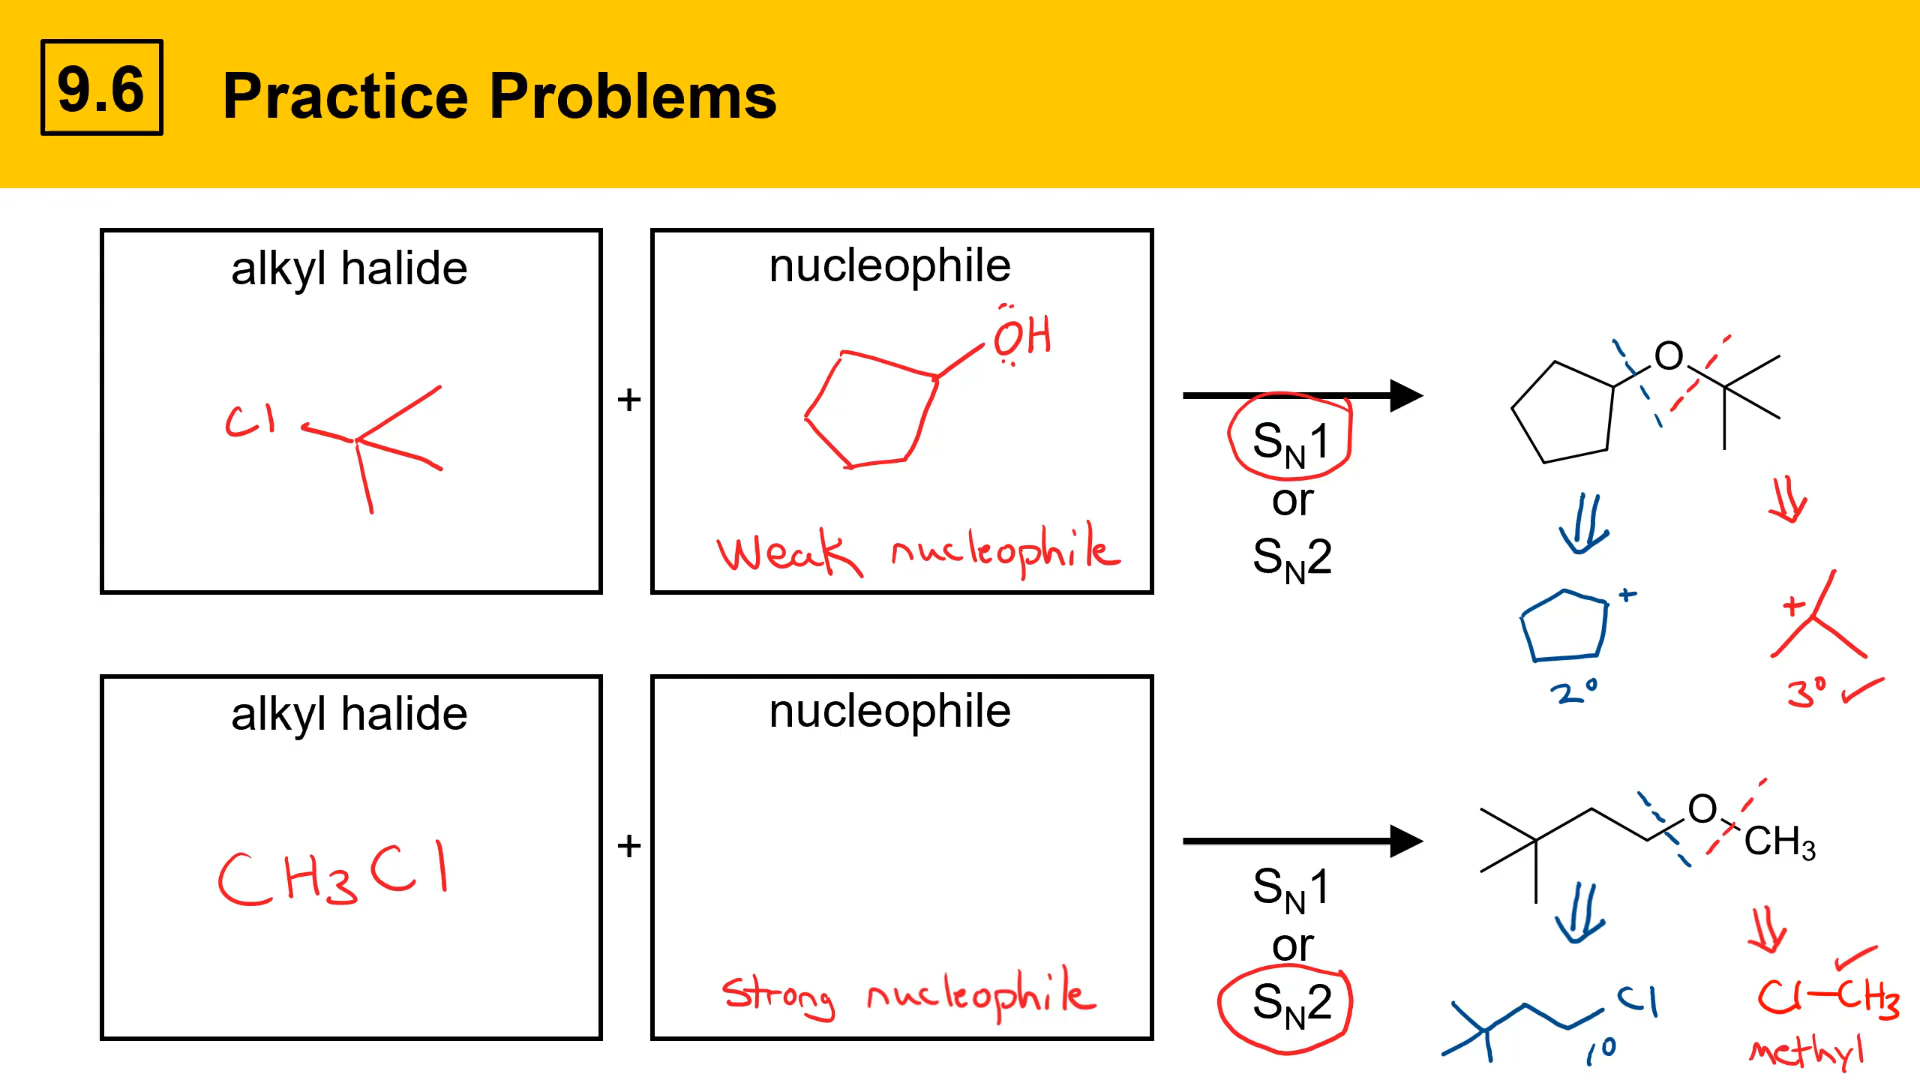 9.6 Practice Problems
alkyl halide
Cl
+
nucleophile
OH
Weak nucleophile
SN1
or
SN2
O
+
2°
+
3° ✓
alkyl halide
CH3Cl
+
nucleophile
Strong nucleophile
SN1
or
SN2
O
CH3
Cl
1°
Cl—CH3 ✓
methyl